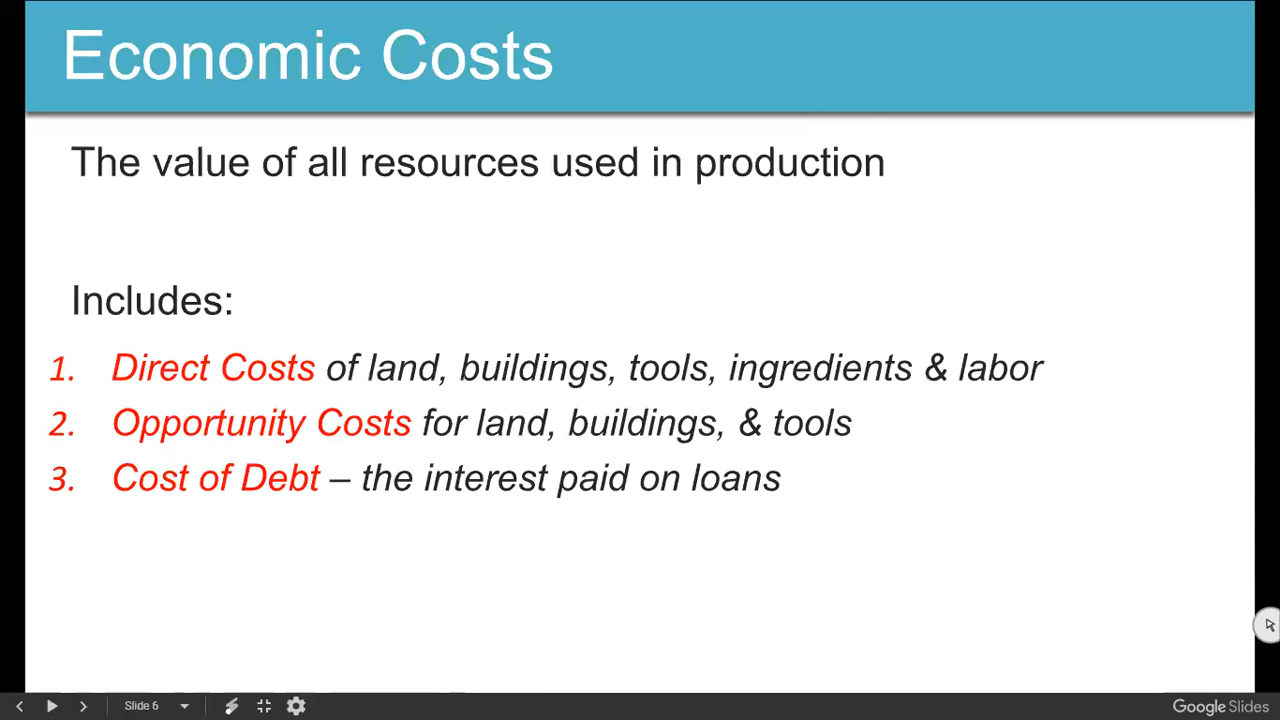 Economic Costs
The value of all resources used in production
Includes:
1. Direct Costs of land, buildings, tools, ingredients & labor
2. Opportunity Costs for land, buildings, & tools
3. Cost of Debt – the interest paid on loans
Slide 6
Google Slides